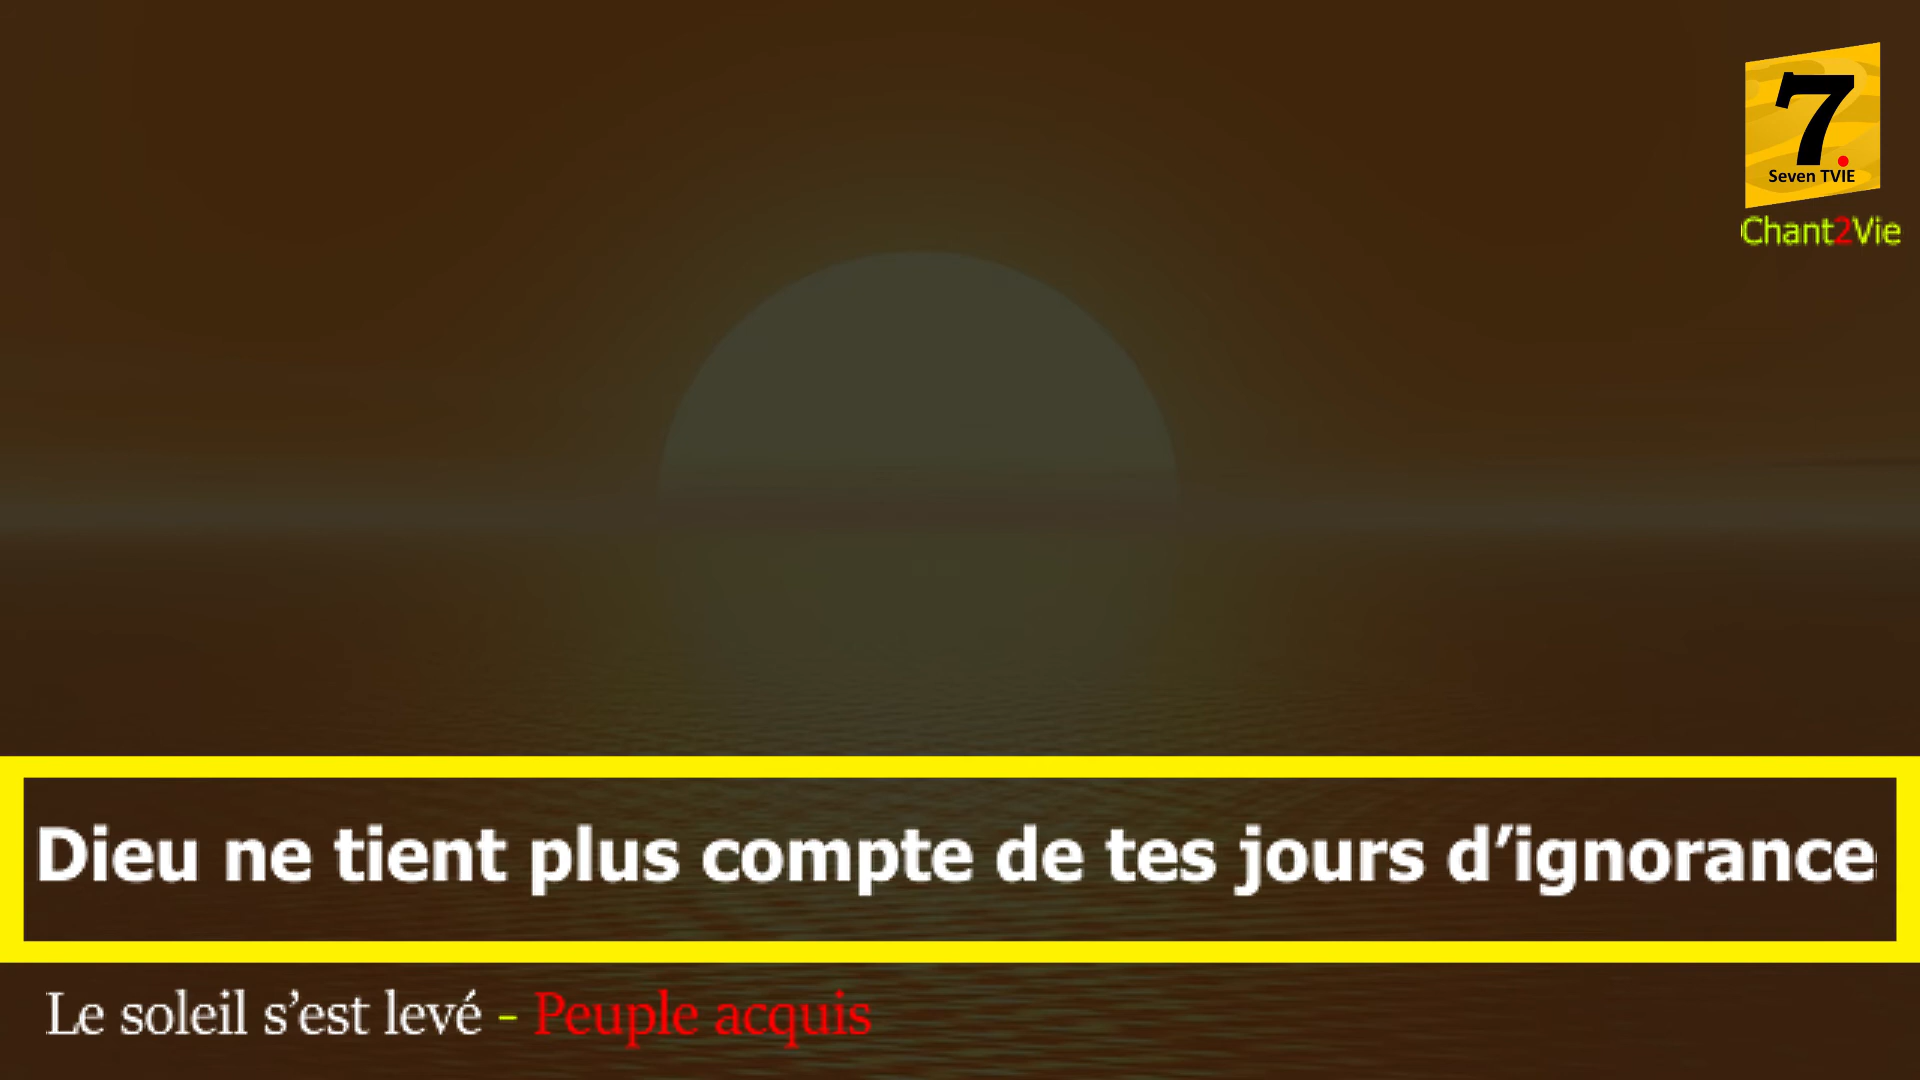 7.
Seven TVIE
Chant2Vie
Dieu ne tient plus compte de tes jours d’ignorance
Le soleil s’est levé - Peuple acquis